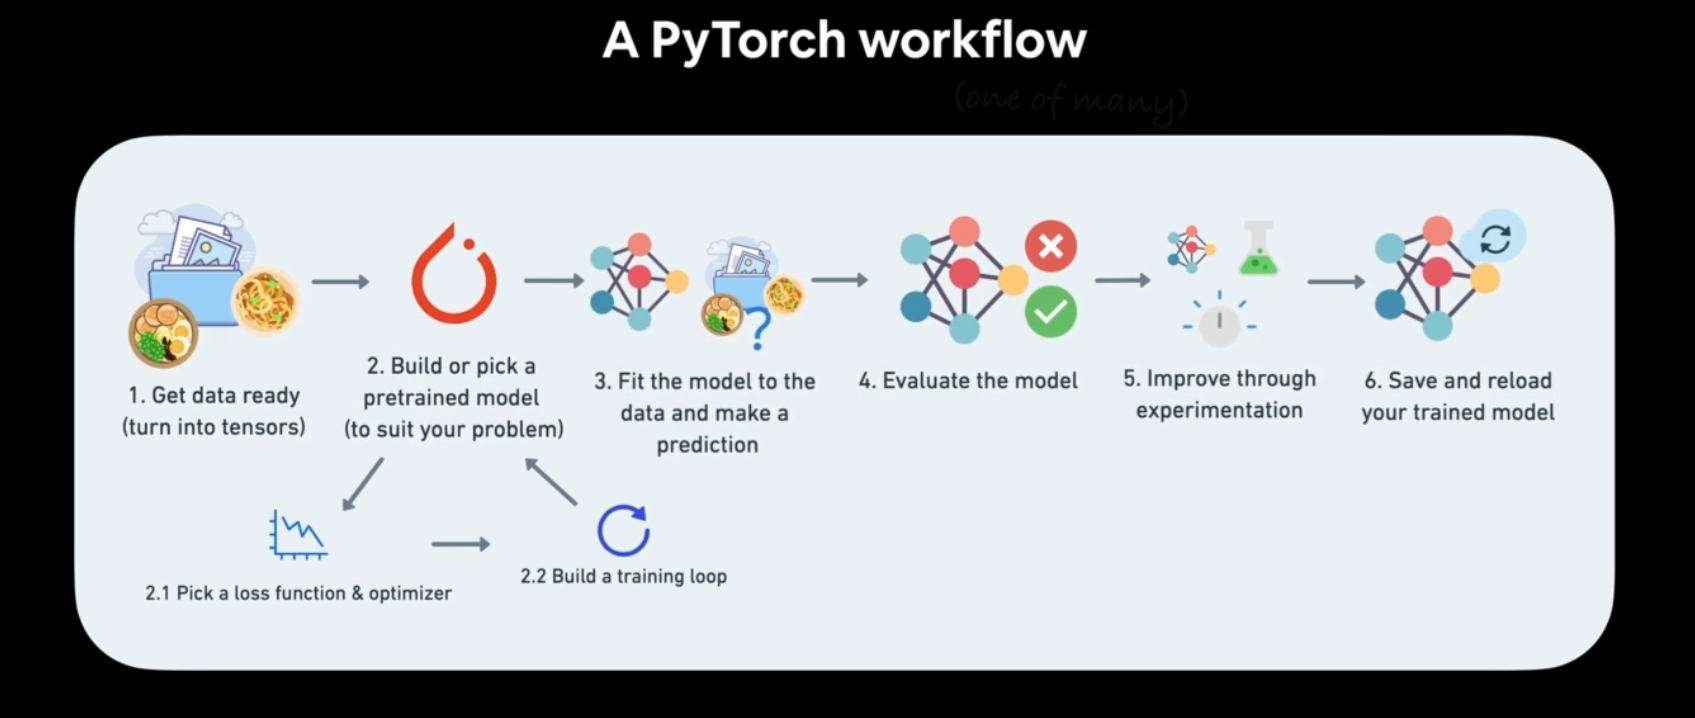 A PyTorch workflow
(one of many)
1. Get data ready
(turn into tensors)
2. Build or pick a
pretrained model
(to suit your problem)
3. Fit the model to the
data and make a
prediction
4. Evaluate the model
5. Improve through
experimentation
6. Save and reload
your trained model
2.1 Pick a loss function & optimizer
2.2 Build a training loop